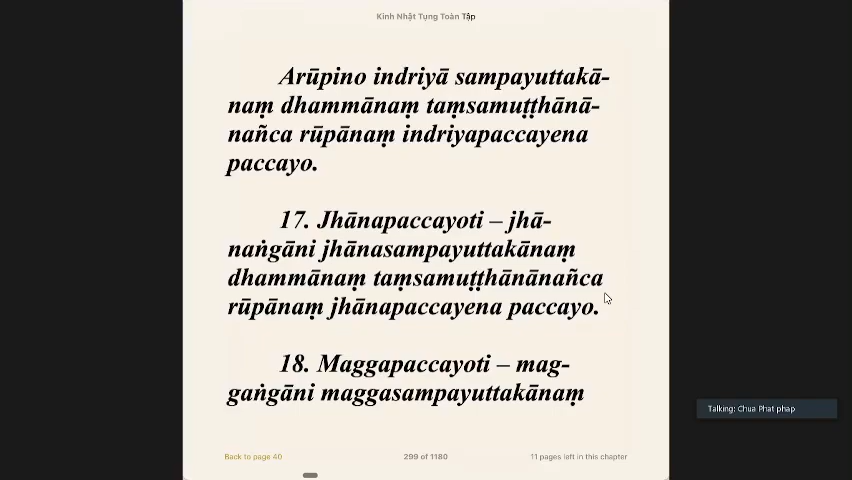 Kinh Nhật Tụng Toàn Tập
Arūpino indriyā sampayuttakā-
naṃ dhammānaṃ taṃsamuṭṭhānā-
nañca rūpānaṃ indriyapaccayena
paccayo.
17. Jhānapaccayoti – jhā-
naṅgāni jhānasampayuttakānaṃ
dhammānaṃ taṃsamuṭṭhānānañca
rūpānaṃ jhānapaccayena paccayo.
18. Maggapaccayoti – mag-
gaṅgāni maggasampayuttakānaṃ
Talking: Chua Phat phap
Back to page 40
299 of 1180
11 pages left in this chapter